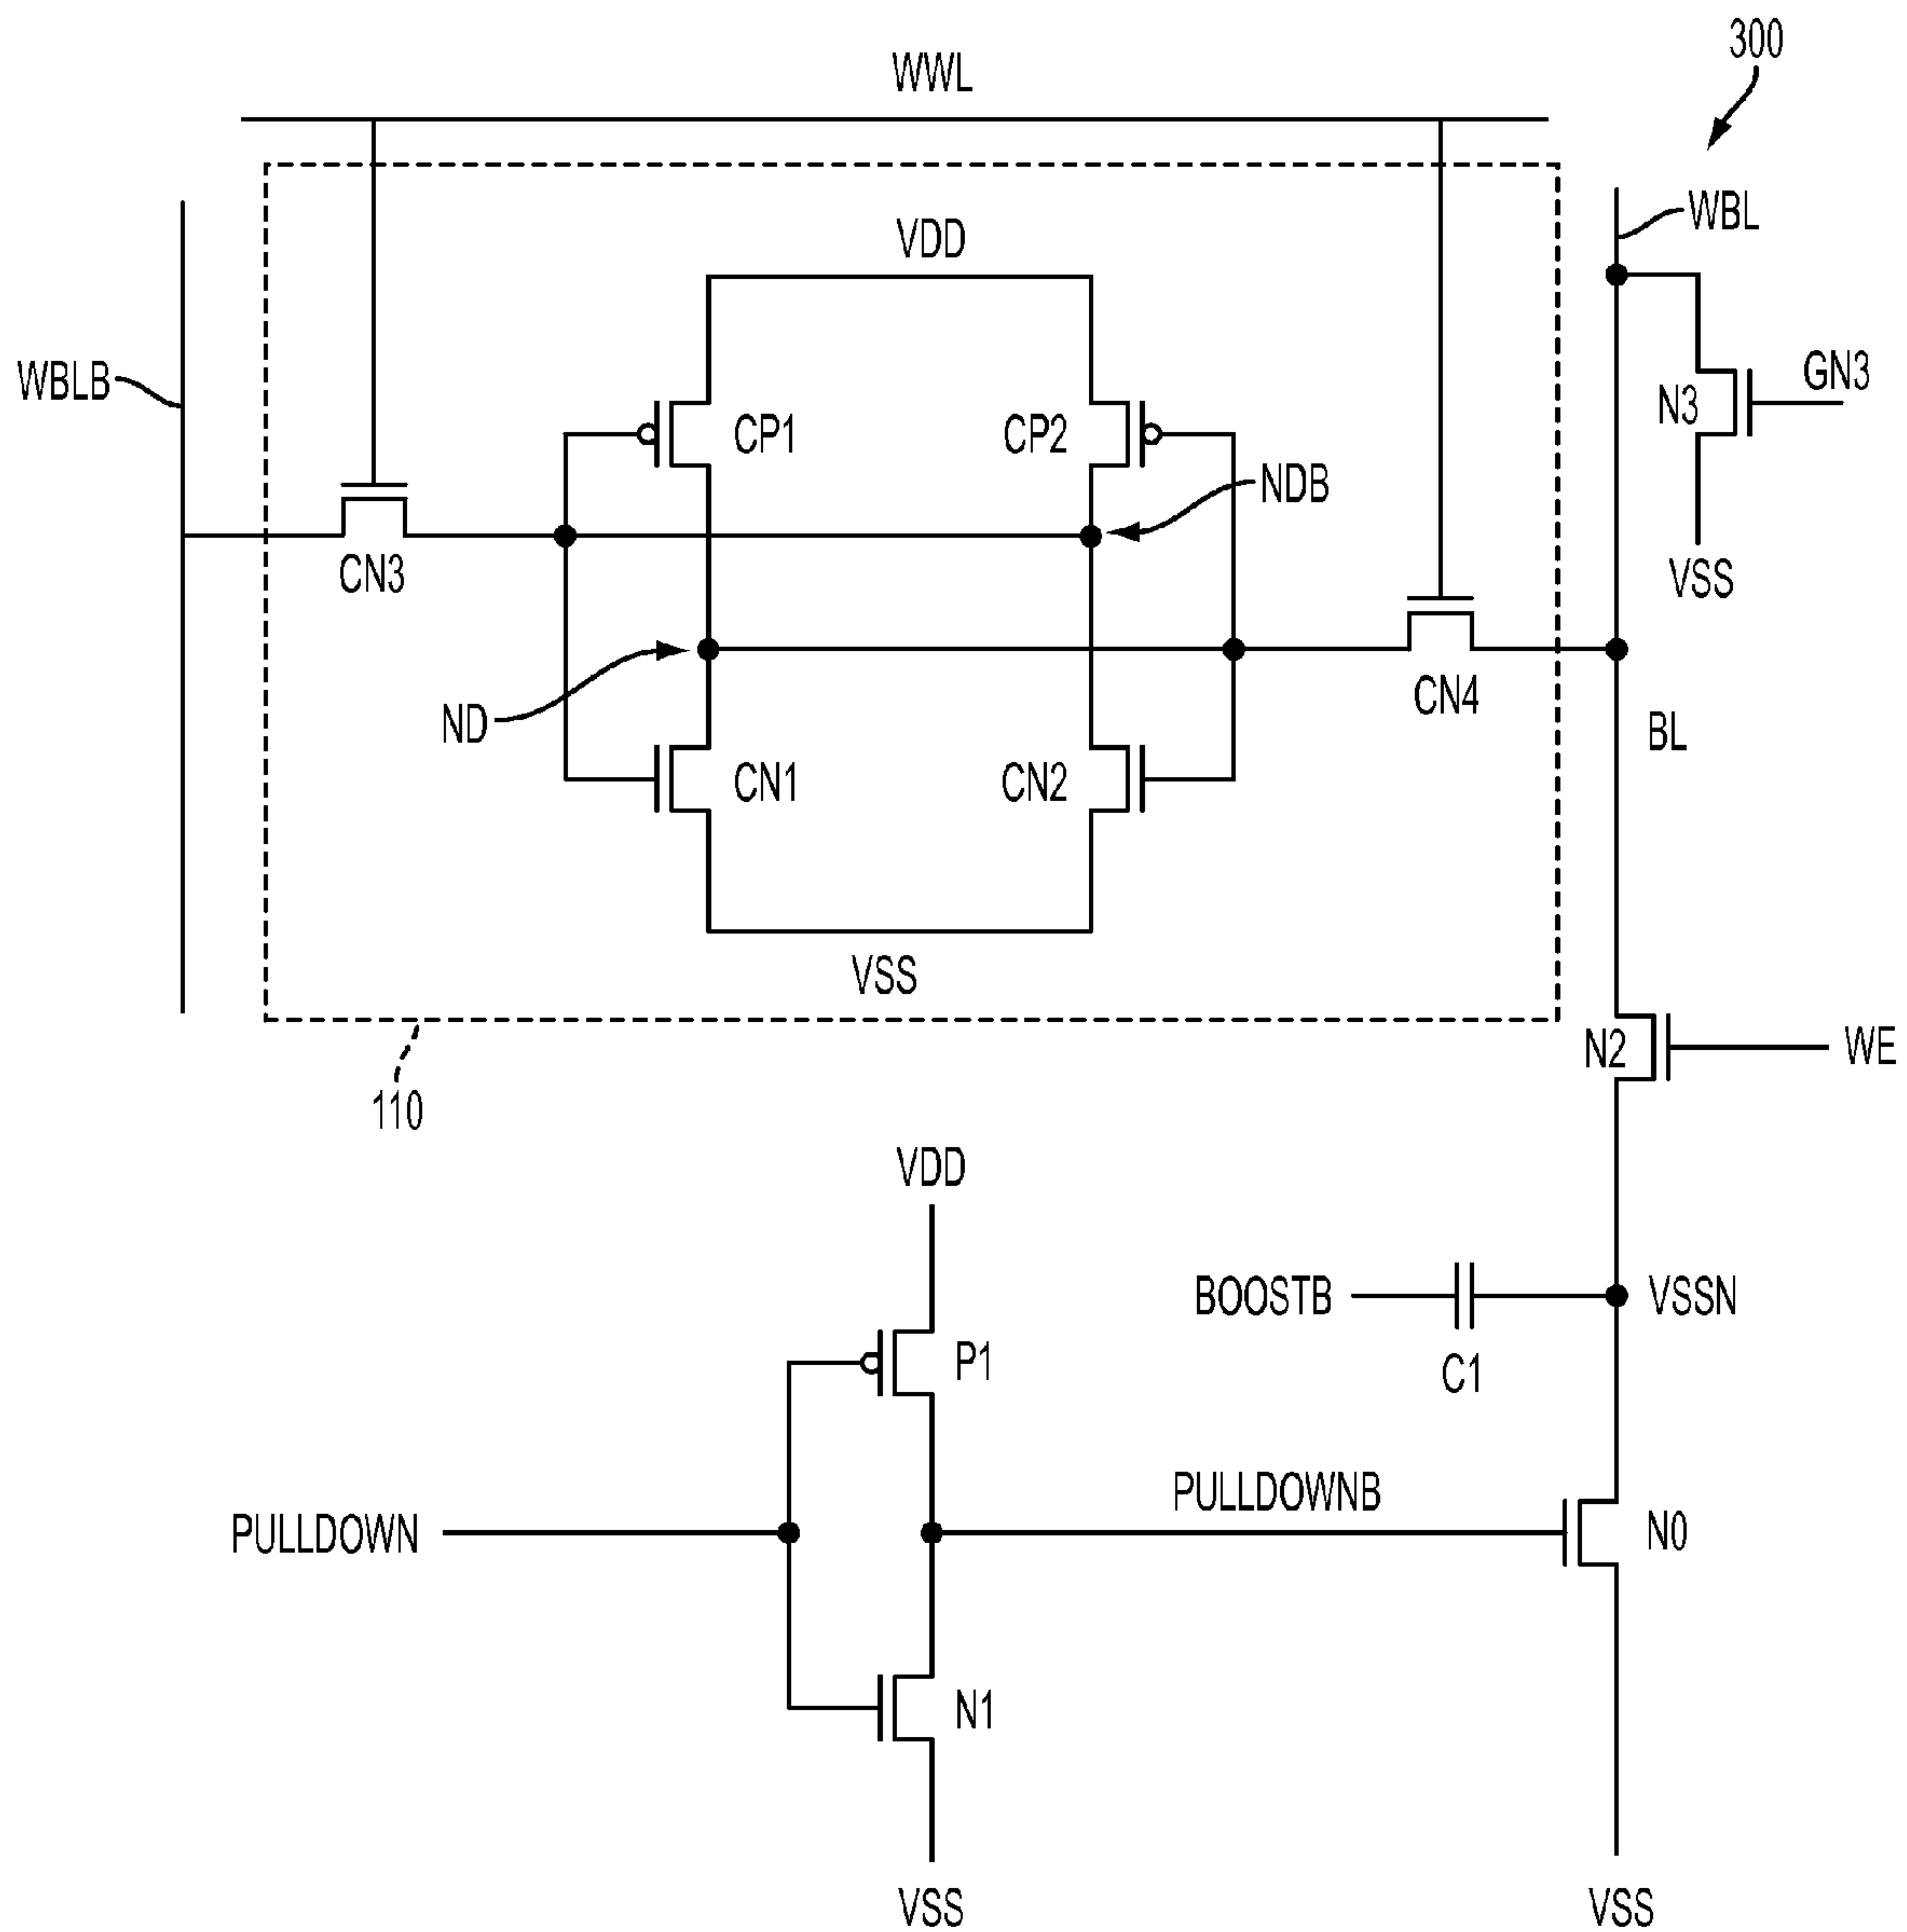 300
WWL
WBL
VDD
WBLB
GN3
N3
CP1
CP2
NDB
CN3
VSS
ND
CN4
BL
CN1
CN2
VSS
N2
WE
110
VDD
BOOSTB
VSSN
P1
C1
PULLDOWNB
PULLDOWN
N0
N1
VSS
VSS